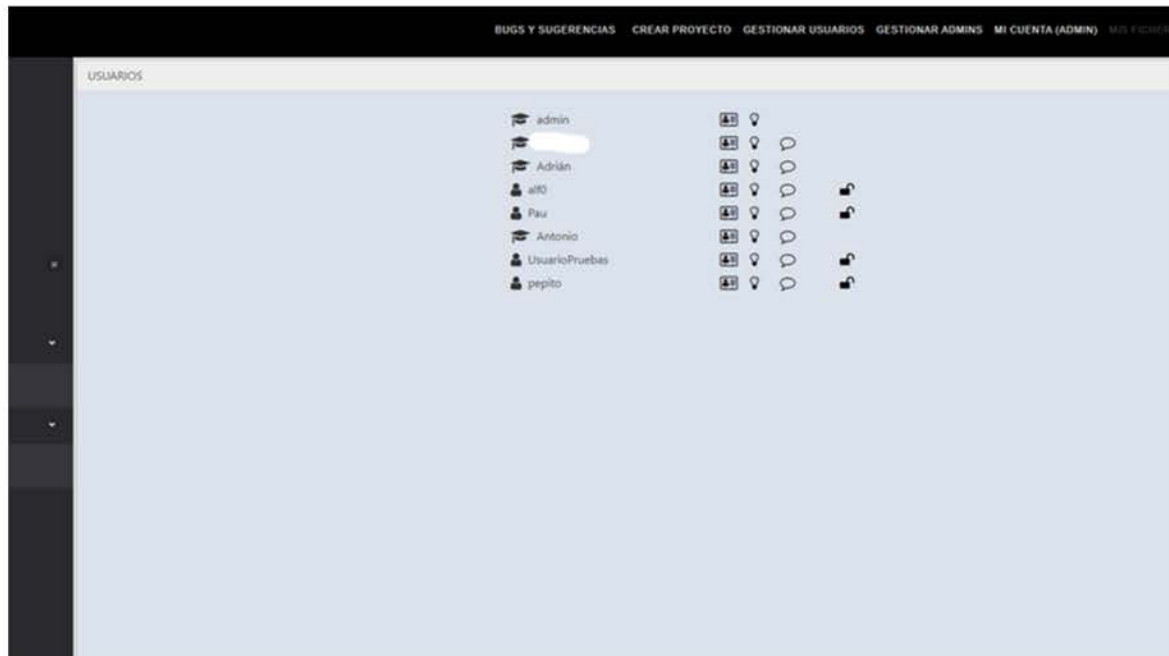 BUGS Y SUGERENCIAS CREAR PROYECTO GESTIONAR USUARIOS GESTIONAR ADMINS MI CUENTA (ADMIN) MIS
USUARIOS
admin
Adrián
alf0
Pau
Antonio
UsuarioPruebas
pepito